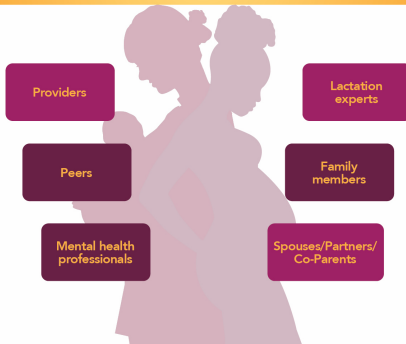 Providers
Lactation
experts
Peers
Family
members
Mental health
professionals
Spouses/Partners/
Co-Parents